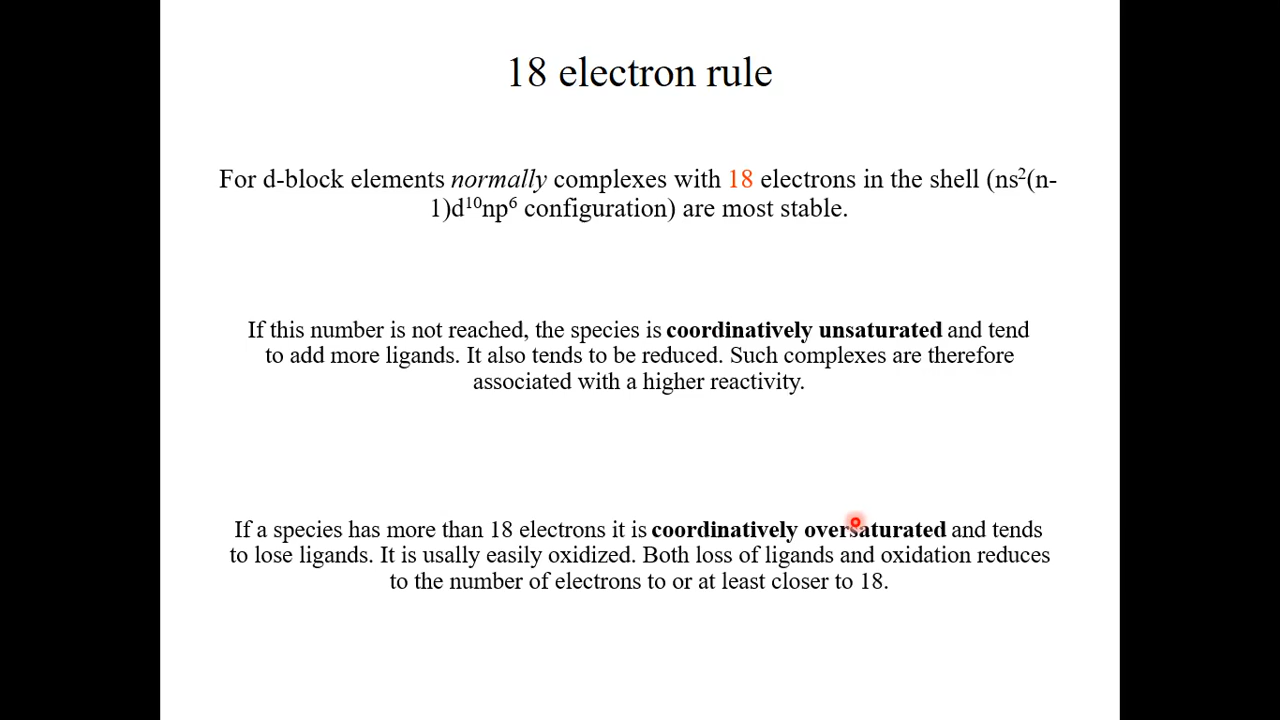 18 electron rule
For d-block elements normally complexes with 18 electrons in the shell (ns²(n-
1)d¹⁰np⁶ configuration) are most stable.
If this number is not reached, the species is coordinatively unsaturated and tend
to add more ligands. It also tends to be reduced. Such complexes are therefore
associated with a higher reactivity.
If a species has more than 18 electrons it is coordinatively oversaturated and tends
to lose ligands. It is usally easily oxidized. Both loss of ligands and oxidation reduces
to the number of electrons to or at least closer to 18.